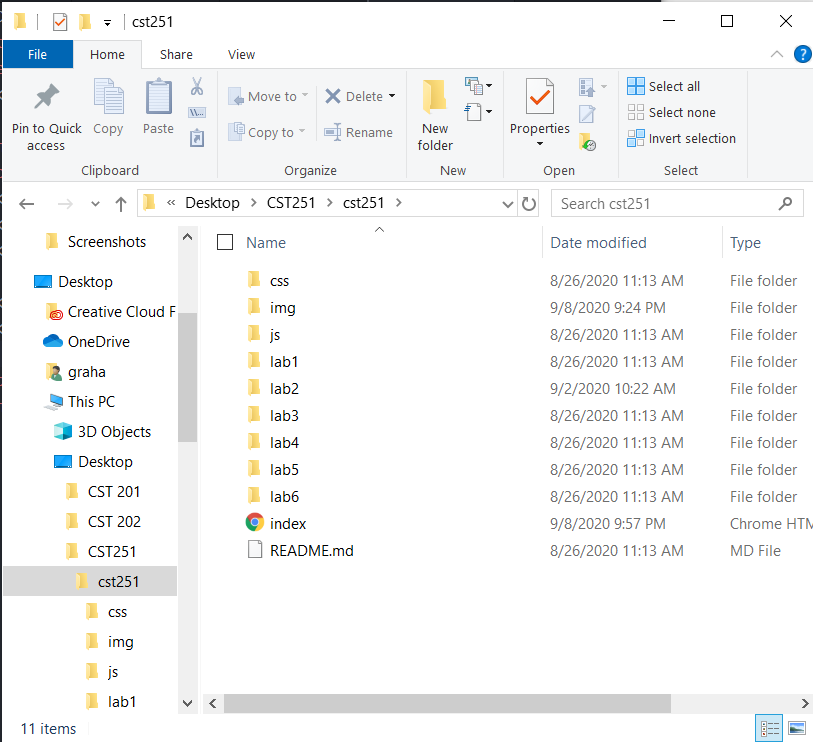 cst251
File Home Share View
Pin to Quick access
Copy
Paste
Move to
Copy to
Delete
Rename
New folder
Properties
Select all
Select none
Invert selection
Clipboard Organize New Open Select
« Desktop > CST251 > cst251 >
Search cst251
Screenshots
Desktop
Creative Cloud F
OneDrive
graha
This PC
3D Objects
Desktop
CST 201
CST 202
CST251
cst251
css
img
js
lab1
Name Date modified Type
css 8/26/2020 11:13 AM File folder
img 9/8/2020 9:24 PM File folder
js 8/26/2020 11:13 AM File folder
lab1 8/26/2020 11:13 AM File folder
lab2 9/2/2020 10:22 AM File folder
lab3 8/26/2020 11:13 AM File folder
lab4 8/26/2020 11:13 AM File folder
lab5 8/26/2020 11:13 AM File folder
lab6 8/26/2020 11:13 AM File folder
index 9/8/2020 9:57 PM Chrome HTM
README.md 8/26/2020 11:13 AM MD File
11 items